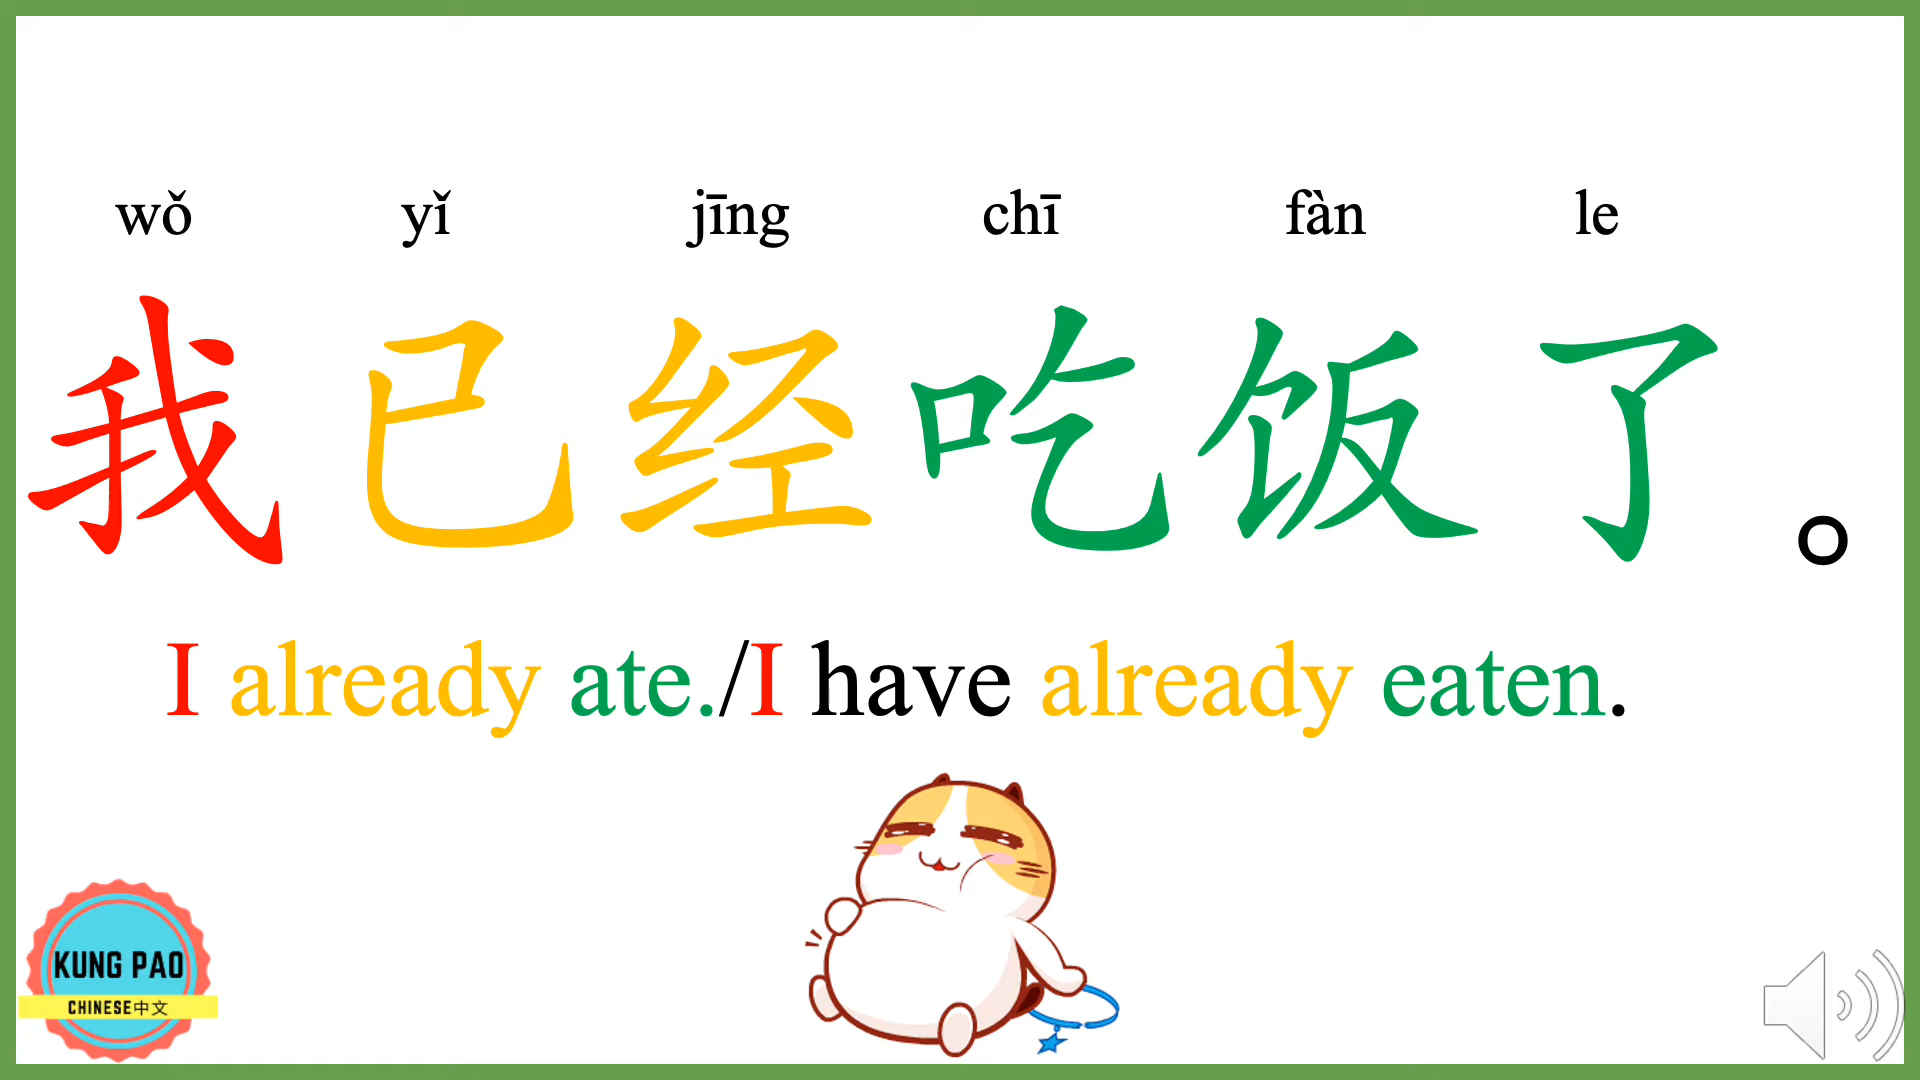 wǒ yǐ jīng chī fàn le
我已经吃饭了。
I already ate./I have already eaten.
KUNG PAO
CHINESE中文